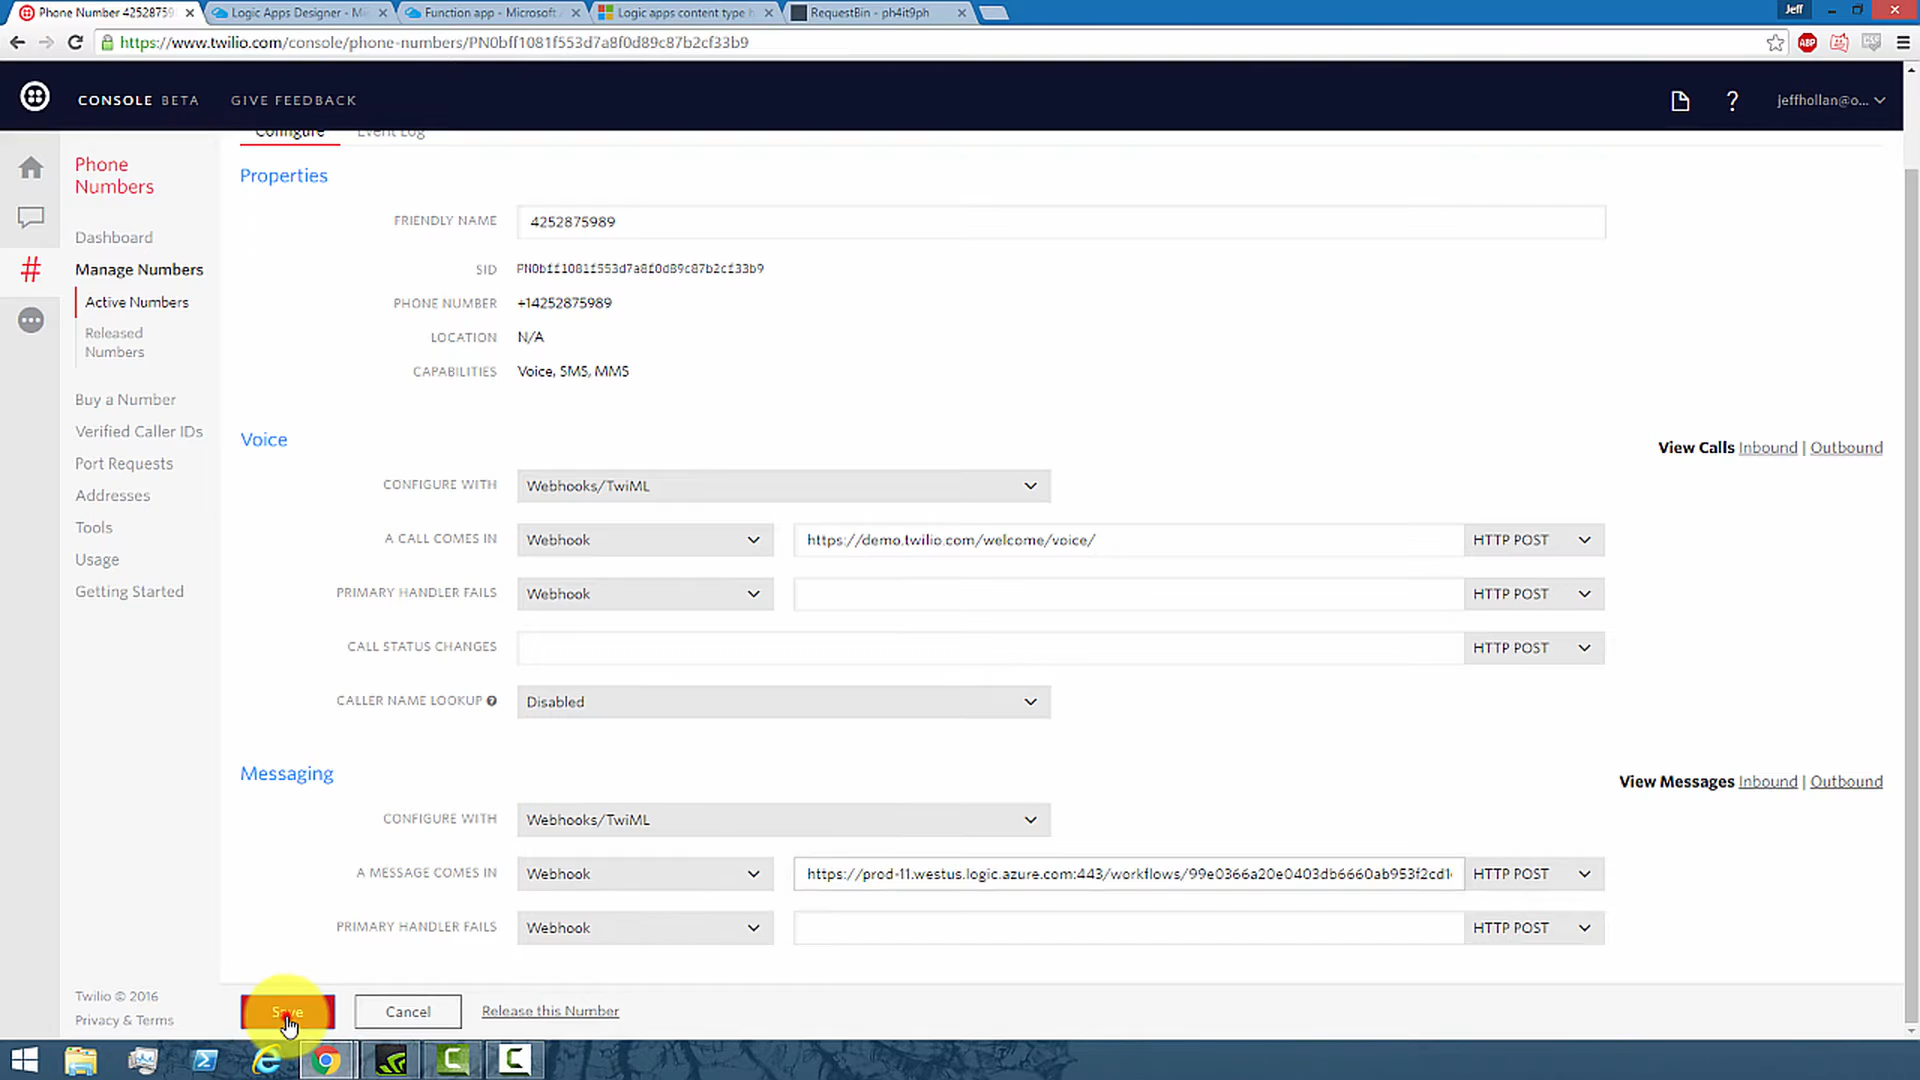 Phone Number 42528759
Logic Apps Designer - Mi
Function app - Microsoft
Logic apps content type
RequestBin - ph4it9ph
Jeff
https://www.twilio.com/console/phone-numbers/PN0bff1081f553d7a8f0d89c87b2cf33b9
ABP
CONSOLE BETA
GIVE FEEDBACK
?
jeffhollan@o...
Configure
Event Log
Phone
Numbers
Dashboard
Manage Numbers
Active Numbers
Released
Numbers
Buy a Number
Verified Caller IDs
Port Requests
Addresses
Tools
Usage
Getting Started
Properties
FRIENDLY NAME
4252875989
SID
PN0bff1081f553d7a8f0d89c87b2cf33b9
PHONE NUMBER
+14252875989
LOCATION
N/A
CAPABILITIES
Voice, SMS, MMS
Voice
View Calls Inbound | Outbound
CONFIGURE WITH
Webhooks/TwiML
A CALL COMES IN
Webhook
https://demo.twilio.com/welcome/voice/
HTTP POST
PRIMARY HANDLER FAILS
Webhook
HTTP POST
CALL STATUS CHANGES
HTTP POST
CALLER NAME LOOKUP ?
Disabled
Messaging
View Messages Inbound | Outbound
CONFIGURE WITH
Webhooks/TwiML
A MESSAGE COMES IN
Webhook
https://prod-11.westus.logic.azure.com:443/workflows/99e0366a20e0403db6660ab953f2cd1
HTTP POST
PRIMARY HANDLER FAILS
Webhook
HTTP POST
Twilio © 2016
Privacy & Terms
Save
Cancel
Release this Number